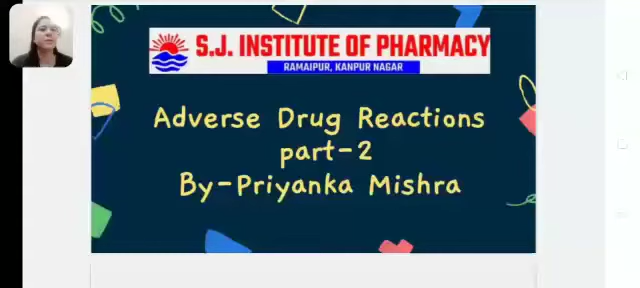 S.J. INSTITUTE OF PHARMACY
RAMAIPUR, KANPUR NAGAR
Adverse Drug Reactions
part-2
By-Priyanka Mishra